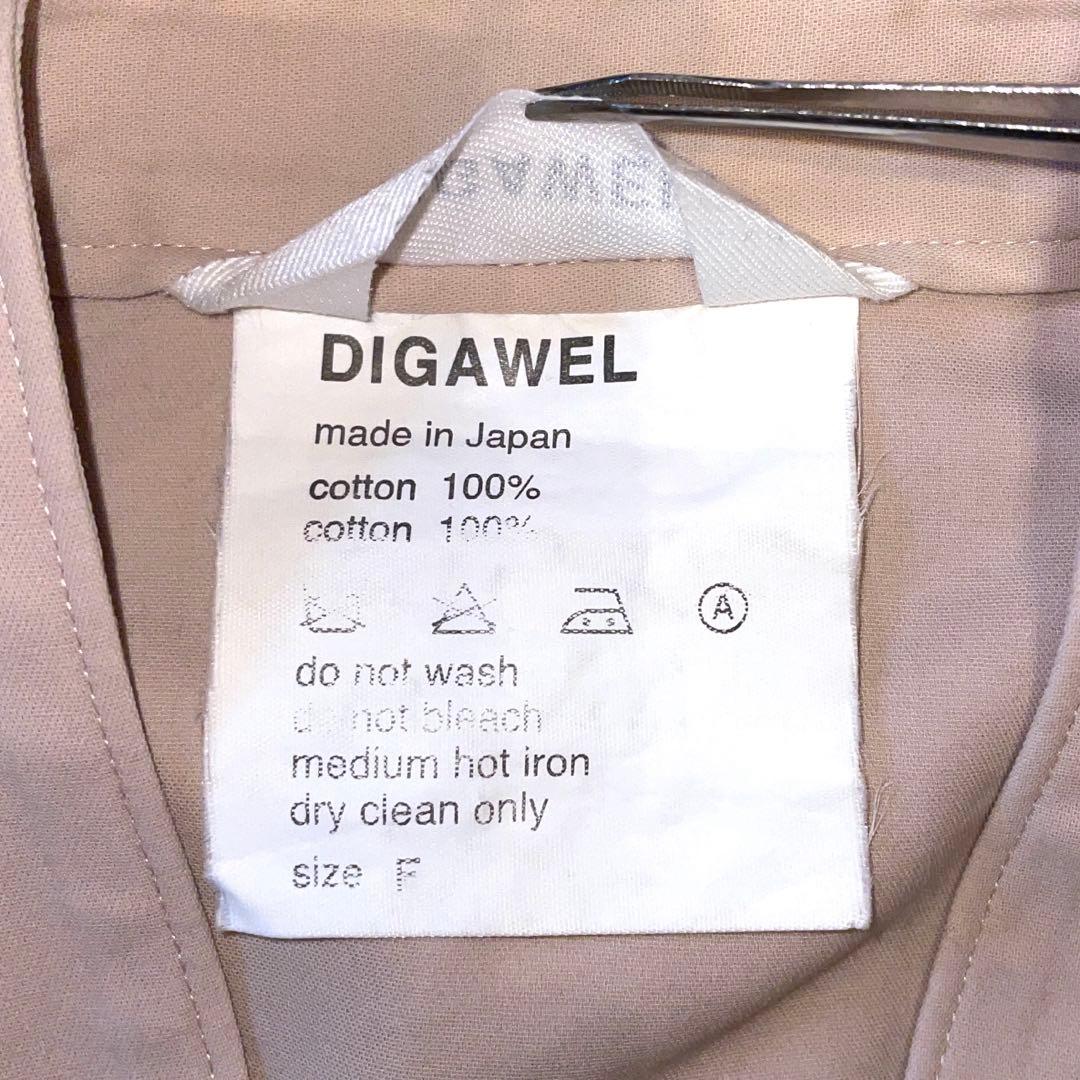 DIGAWEL
made in Japan
cotton 100%
cotton 100%
A
do not wash
do not bleach
medium hot iron
dry clean only
size F